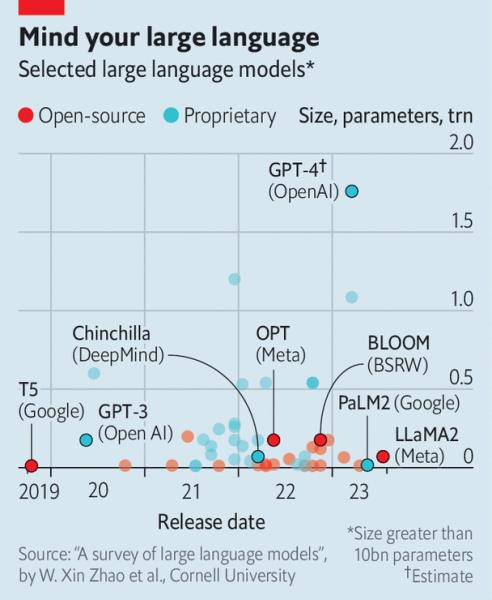 Mind your large language
Selected large language models*
Open-source Proprietary Size, parameters, trn
2.0
GPT-4†
(OpenAI)
1.5
1.0
Chinchilla
(DeepMind)
OPT
(Meta)
BLOOM
(BSRW)
0.5
T5
(Google)
GPT-3
(Open AI)
PaLM2 (Google)
LLaMA2
(Meta)
0
2019 20 21 22 23
Release date
*Size greater than
10bn parameters
†Estimate
Source: “A survey of large language models”,
by W. Xin Zhao et al., Cornell University